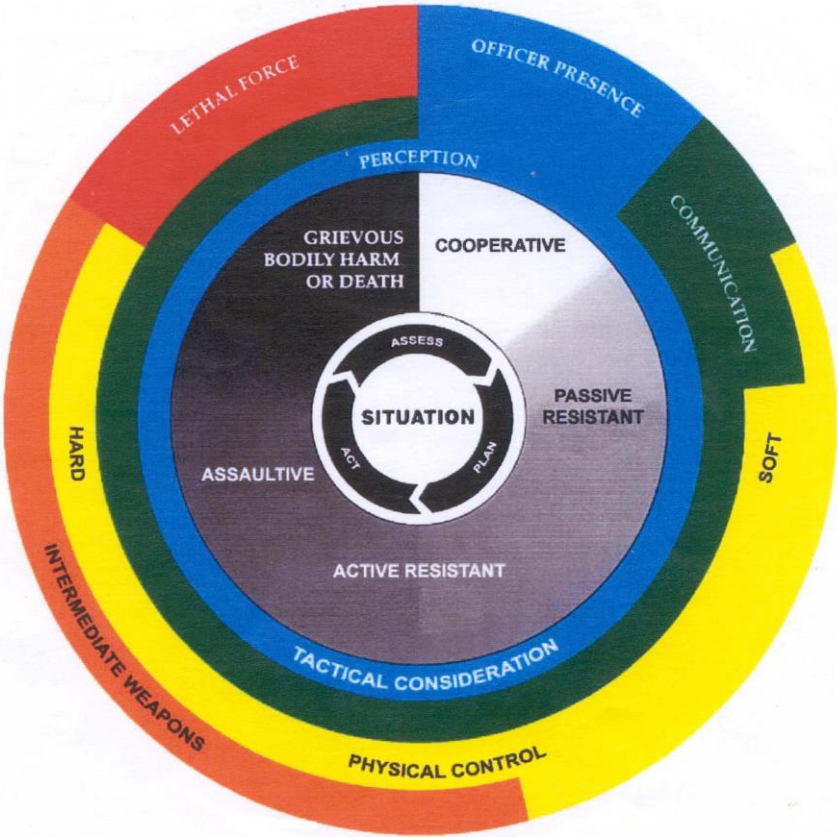 LETHAL FORCE
OFFICER PRESENCE
COMMUNICATION
PERCEPTION
GRIEVOUS
BODILY HARM
OR DEATH
COOPERATIVE
ASSESS
SITUATION
PLAN
ACT
PASSIVE
RESISTANT
ASSAULTIVE
ACTIVE RESISTANT
HARD
SOFT
TACTICAL CONSIDERATION
INTERMEDIATE WEAPONS
PHYSICAL CONTROL